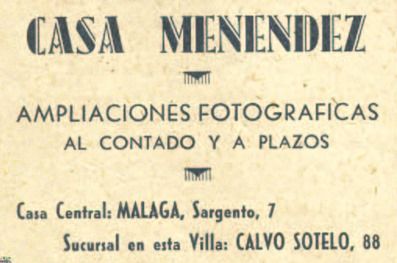 CASA MENENDEZ
AMPLIACIONES FOTOGRAFICAS
AL CONTADO Y A PLAZOS
Casa Central: MALAGA, Sargento, 7
Sucursal en esta Villa: CALVO SOTELO, 88